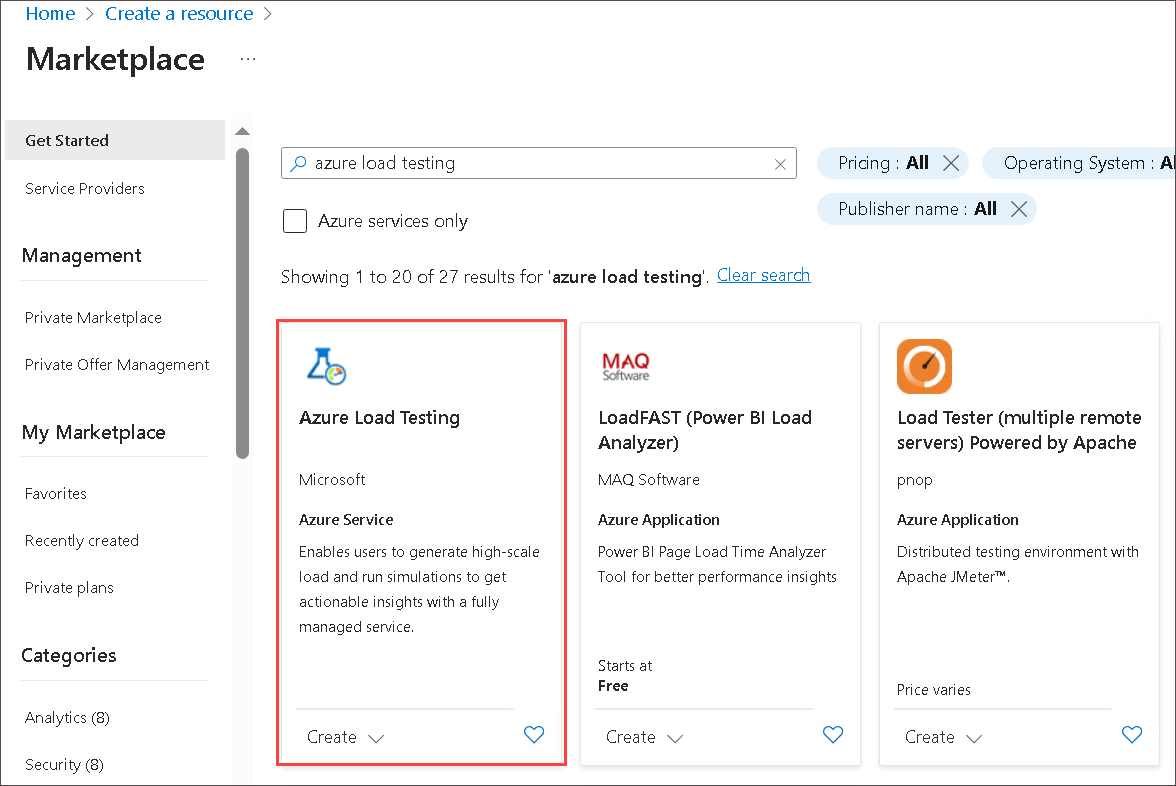 Home > Create a resource >
Marketplace ...
Get Started
Service Providers
Management
Private Marketplace
Private Offer Management
My Marketplace
Favorites
Recently created
Private plans
Categories
Analytics (8)
Security (8)
azure load testing
Pricing : All
Operating System : Al
Publisher name : All
Azure services only
Showing 1 to 20 of 27 results for 'azure load testing'. Clear search
Azure Load Testing
Microsoft
Azure Service
Enables users to generate high-scale
load and run simulations to get
actionable insights with a fully
managed service.
Create
MAQ
Software
LoadFAST (Power BI Load
Analyzer)
MAQ Software
Azure Application
Power BI Page Load Time Analyzer
Tool for better performance insights
Starts at
Free
Create
Load Tester (multiple remote
servers) Powered by Apache
pnop
Azure Application
Distributed testing environment with
Apache JMeter™.
Price varies
Create